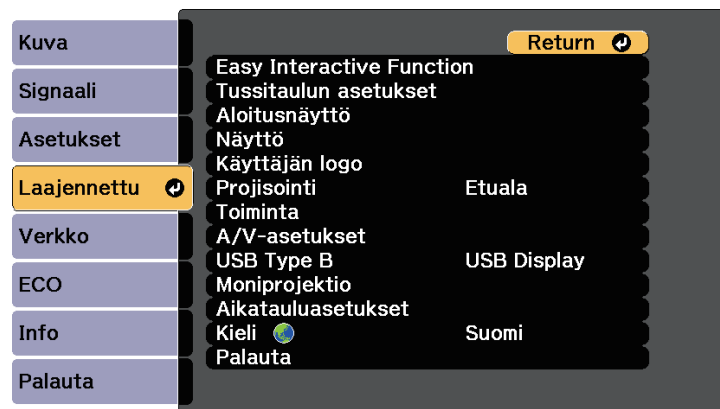 Kuva
Signaali
Asetukset
Laajennettu
Verkko
ECO
Info
Palauta
Return
Easy Interactive Function
Tussitaulun asetukset
Aloitusnäyttö
Näyttö
Käyttäjän logo
Projisointi Etuala
Toiminta
A/V-asetukset
USB Type B USB Display
Moniprojektio
Aikatauluasetukset
Kieli Suomi
Palauta